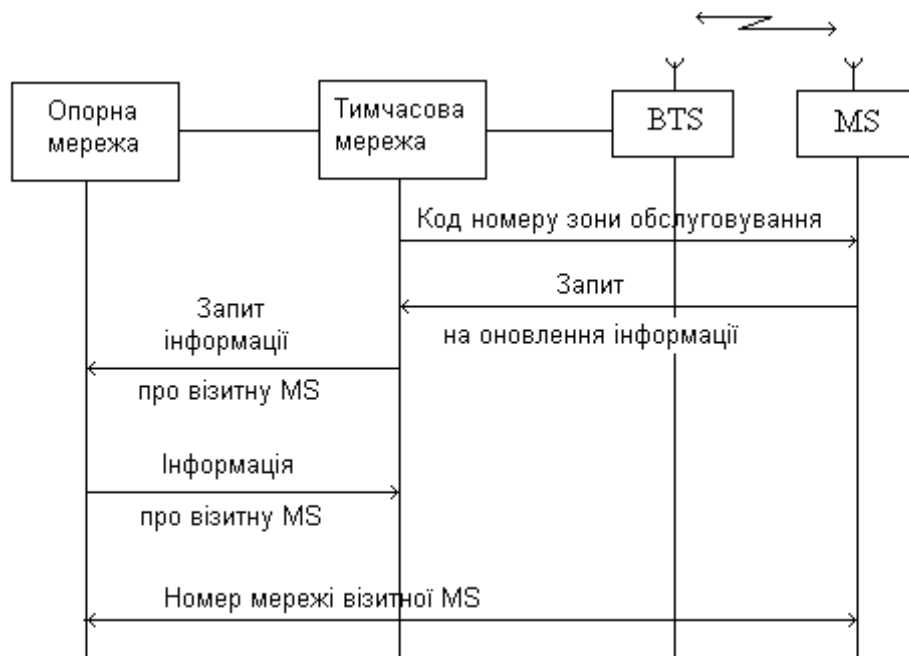 Опорна
мережа
Тимчасова
мережа
BTS
MS
Код номеру зони обслуговування
Запит
на оновлення інформації
Запит
інформації
про візитну MS
Інформація
про візитну MS
Номер мережі візитної MS